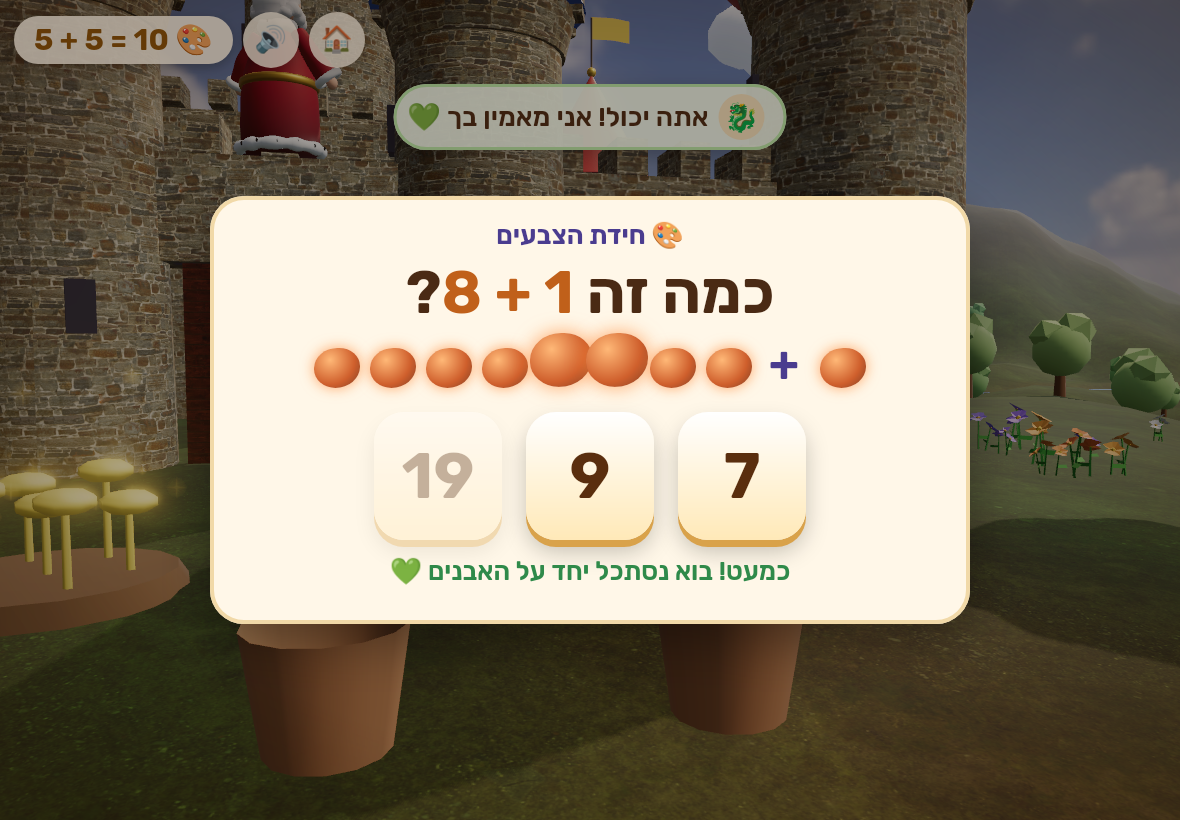 5 + 5 = 10
אתה יכול! אני מאמין בך
חידת הצבעים
כמה זה 1 + 8?
+
7 9 19
כמעט! בוא נסתכל יחד על האבנים